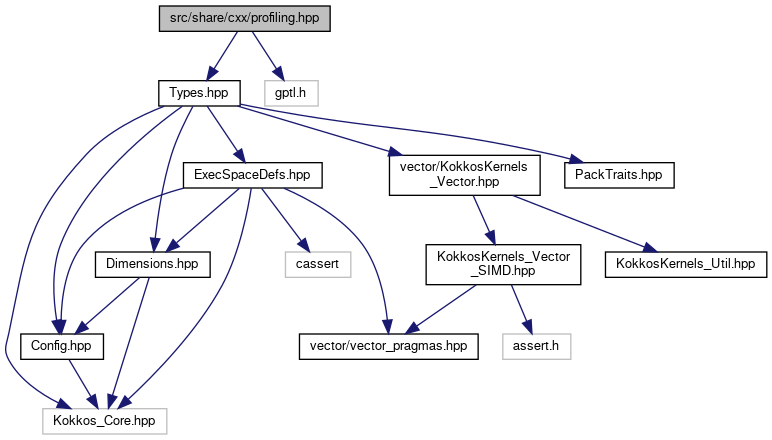 src/share/cxx/profiling.hpp
Types.hpp
gptl.h
ExecSpaceDefs.hpp
vector/KokkosKernels
_Vector.hpp
PackTraits.hpp
Dimensions.hpp
cassert
KokkosKernels_Vector
_SIMD.hpp
KokkosKernels_Util.hpp
Config.hpp
vector/vector_pragmas.hpp
assert.h
Kokkos_Core.hpp